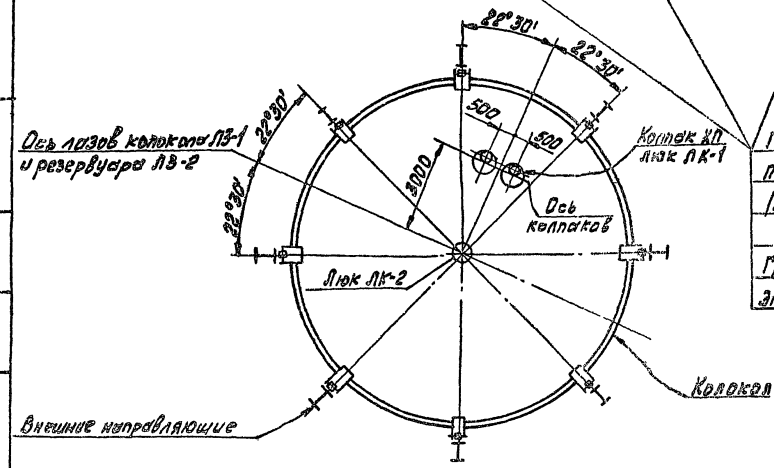 22°30'
22°30'
22°30'
22°30'
500
500
3000
Ось лазов колокола ЛЗ-1
и резервуара ЛЗ-2
Колпак КП
люк ЛК-1
Ось
колпаков
Люк ЛК-2
Колокол
Внешние направляющие